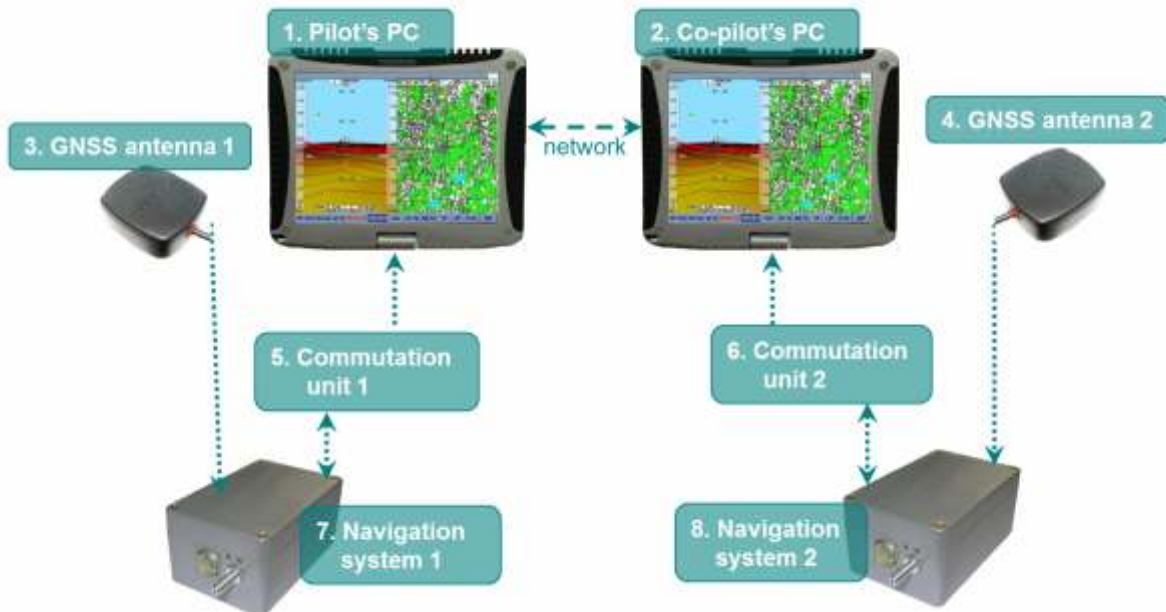 1. Pilot's PC
2. Co-pilot's PC
3. GNSS antenna 1
4. GNSS antenna 2
network
5. Commutation
unit 1
6. Commutation
unit 2
7. Navigation
system 1
8. Navigation
system 2